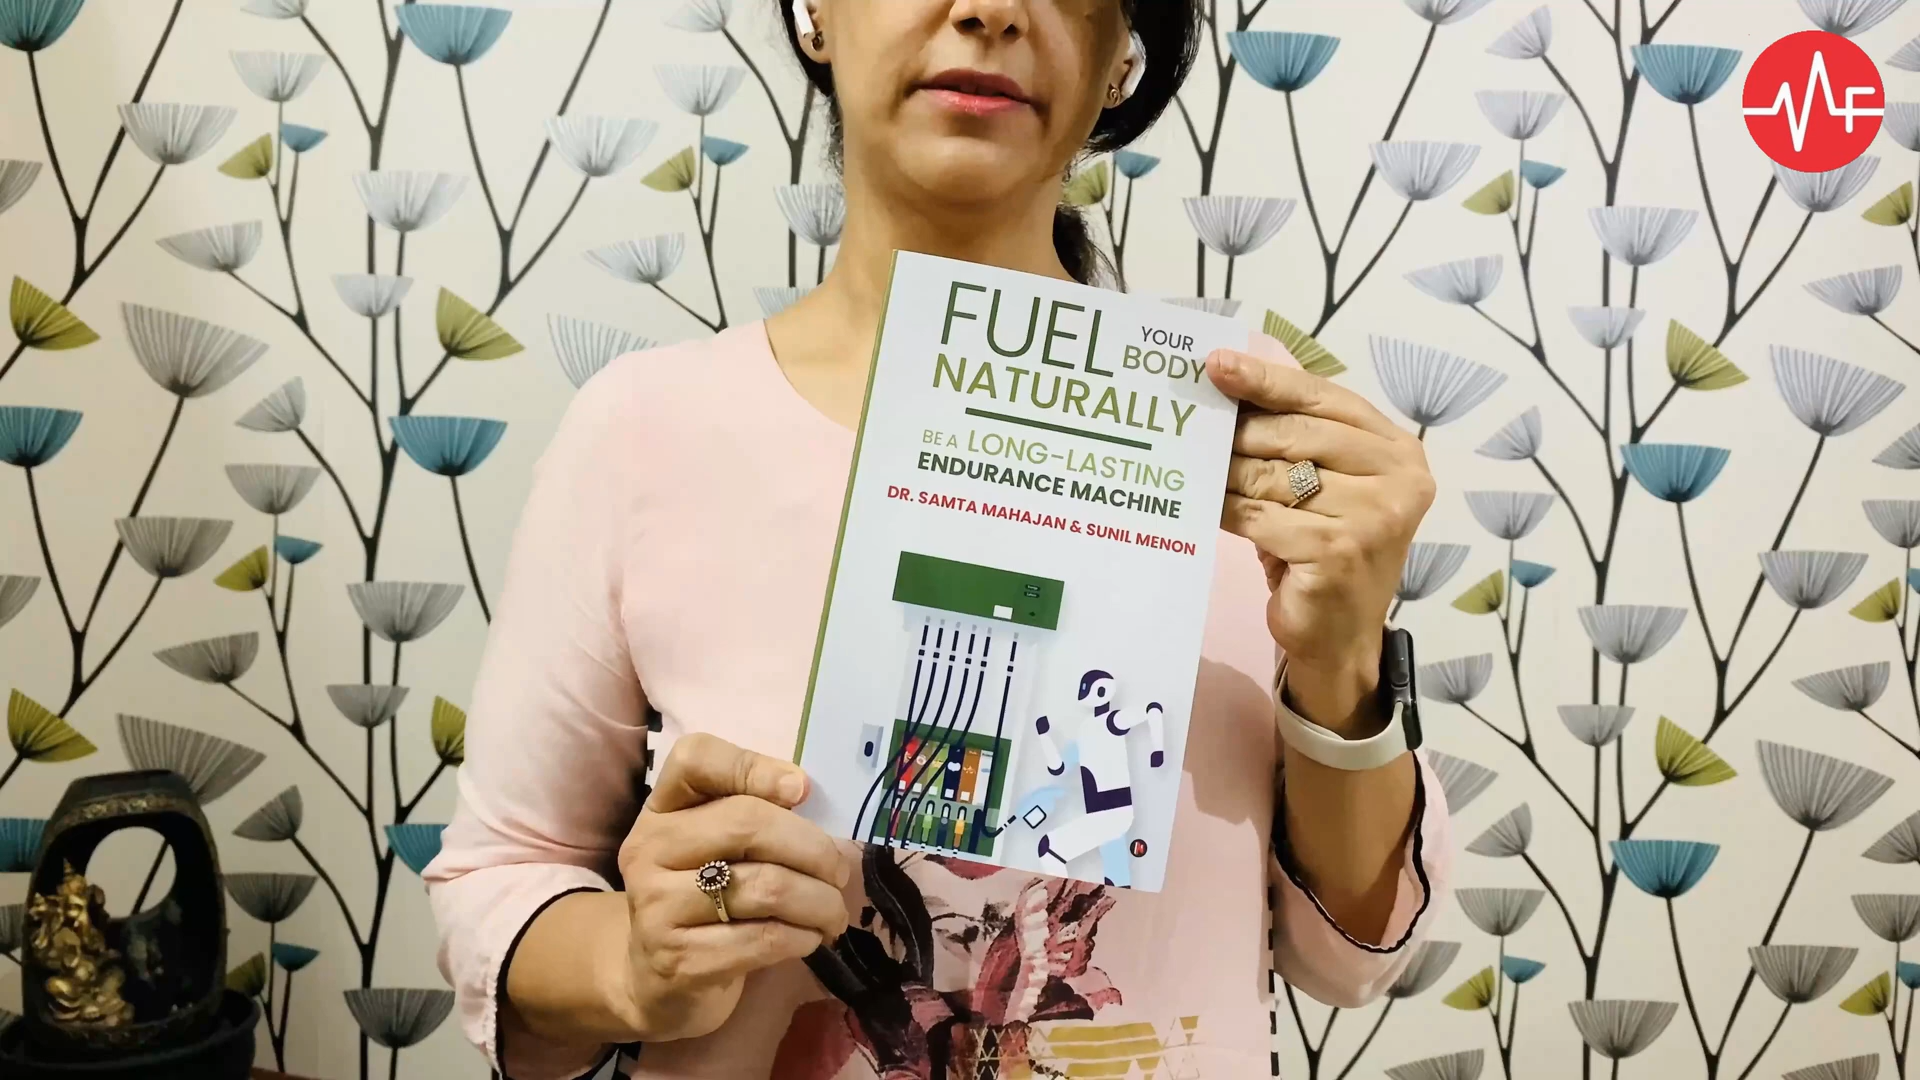 FUEL YOUR
BODY
NATURALLY
BE A LONG-LASTING
ENDURANCE MACHINE
DR. SAMTA MAHAJAN & SUNIL MENON
F